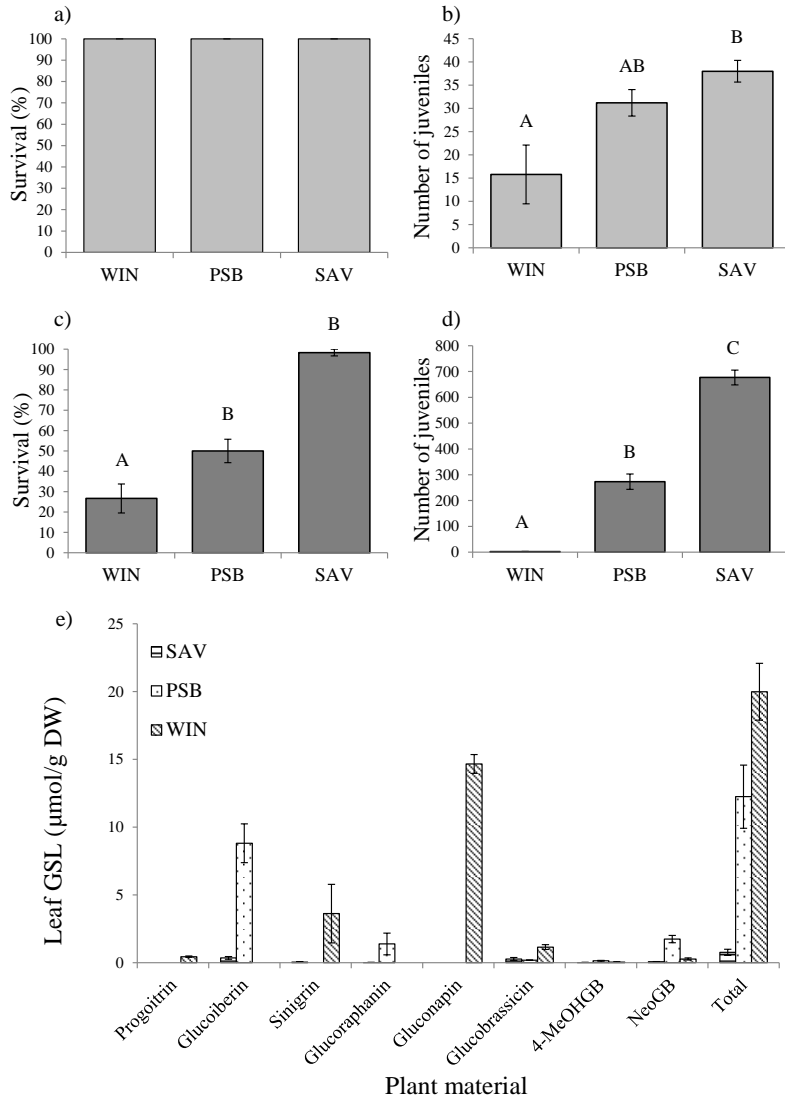 a)
Survival (%)
100
90
80
70
60
50
40
30
20
10
0
WIN PSB SAV
b)
Number of juveniles
45
40
35
30
25
20
15
10
5
0
A
AB
B
WIN PSB SAV
c)
Survival (%)
100
90
80
70
60
50
40
30
20
10
0
A
B
B
WIN PSB SAV
d)
Number of juveniles
800
700
600
500
400
300
200
100
0
A
B
C
WIN PSB SAV
e)
Leaf GSL (µmol/g DW)
25
20
15
10
5
0
SAV
PSB
WIN
Progoitrin
Glucoiberin
Sinigrin
Glucoraphanin
Gluconapin
Glucobrassicin
4-MeOHGB
NeoGB
Total
Plant material